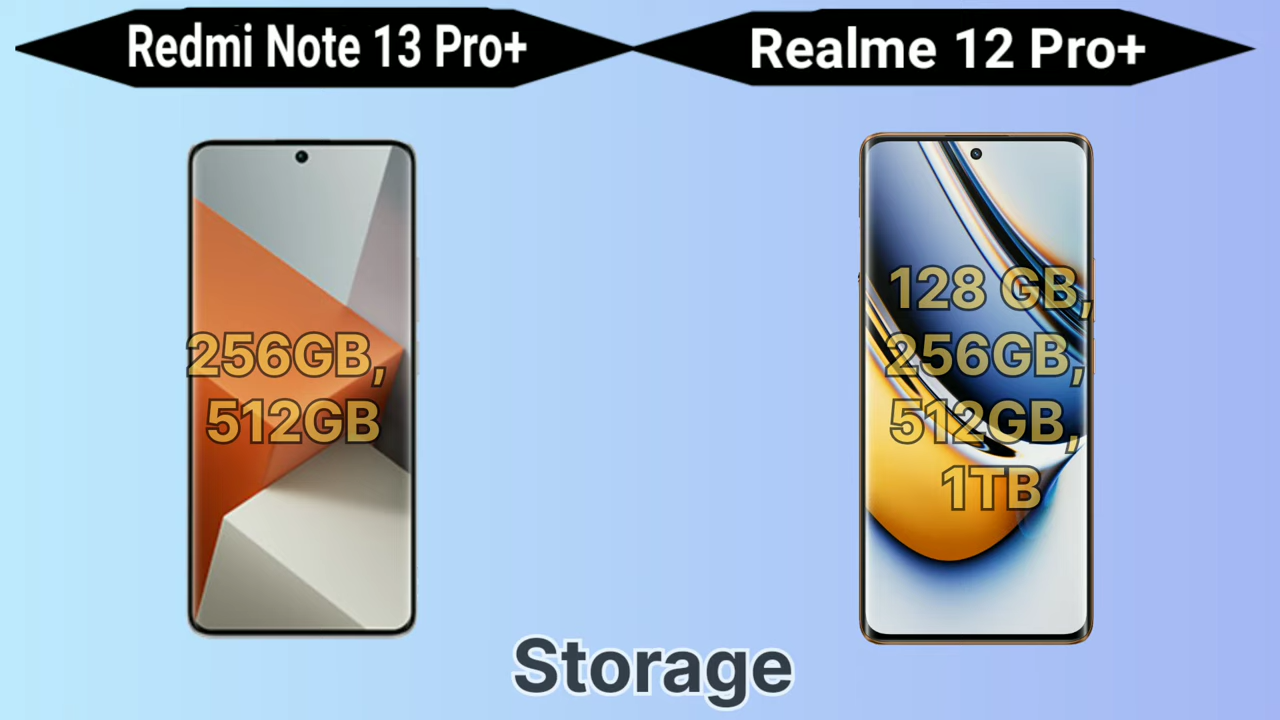 Redmi Note 13 Pro+
Realme 12 Pro+
256GB,
512GB
128 GB,
256GB,
512GB,
1TB
Storage